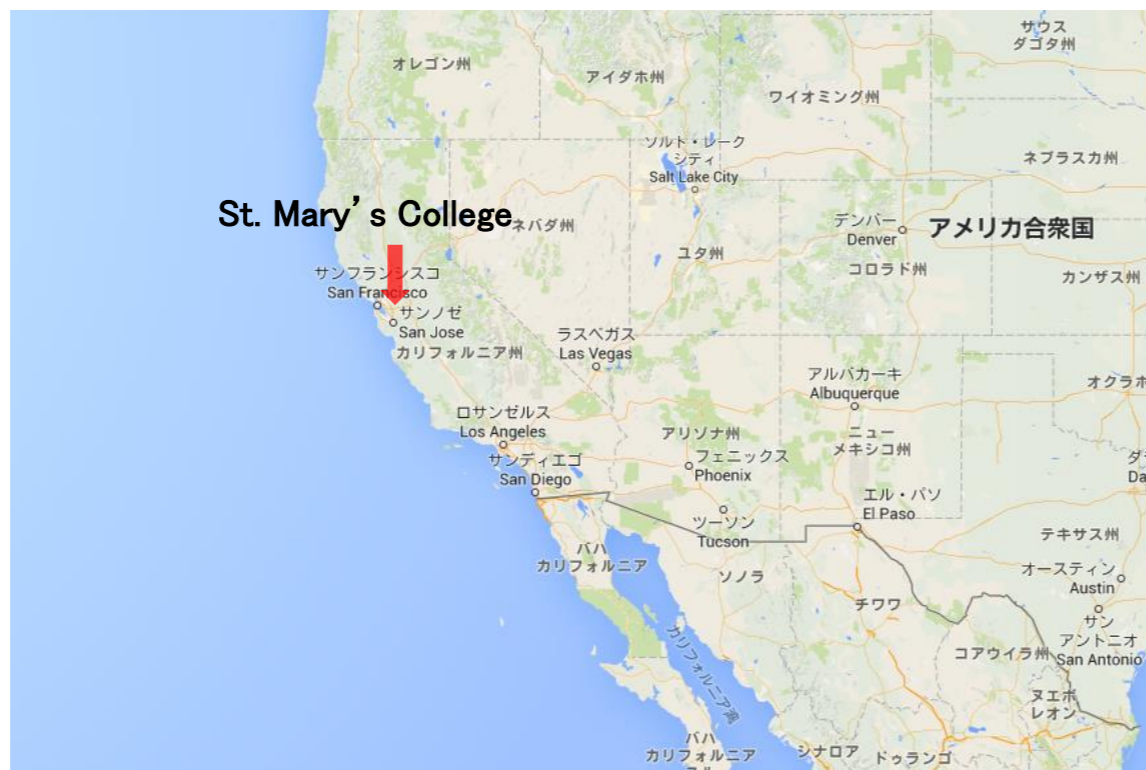 サウス
ダコタ州
オレゴン州
アイダホ州
ワイオミング州
ソルト・レーク
シティ
Salt Lake City
ネブラスカ州
St. Mary's College
ネバダ州
デンバー
Denver
アメリカ合衆国
ユタ州
コロラド州
カンザス州
サンフランシスコ
San Francisco
サンノゼ
San Jose
カリフォルニア州
ラスベガス
Las Vegas
アルバカーキ
Albuquerque
オクラホ
ロサンゼルス
Los Angeles
アリゾナ州
ニュー
メキシコ州
サンディエゴ
San Diego
フェニックス
Phoenix
ダラ
Da
エル・パソ
El Paso
ツーソン
Tucson
テキサス州
バハ
カリフォルニア
ソノラ
オースティン
Austin
チワワ
サン
アントニオ
San Antonio
コアウイラ州
カリフォルニア湾
ヌエボ
レオン
バハ
カリフォルニア
シナロア
ドゥランゴ